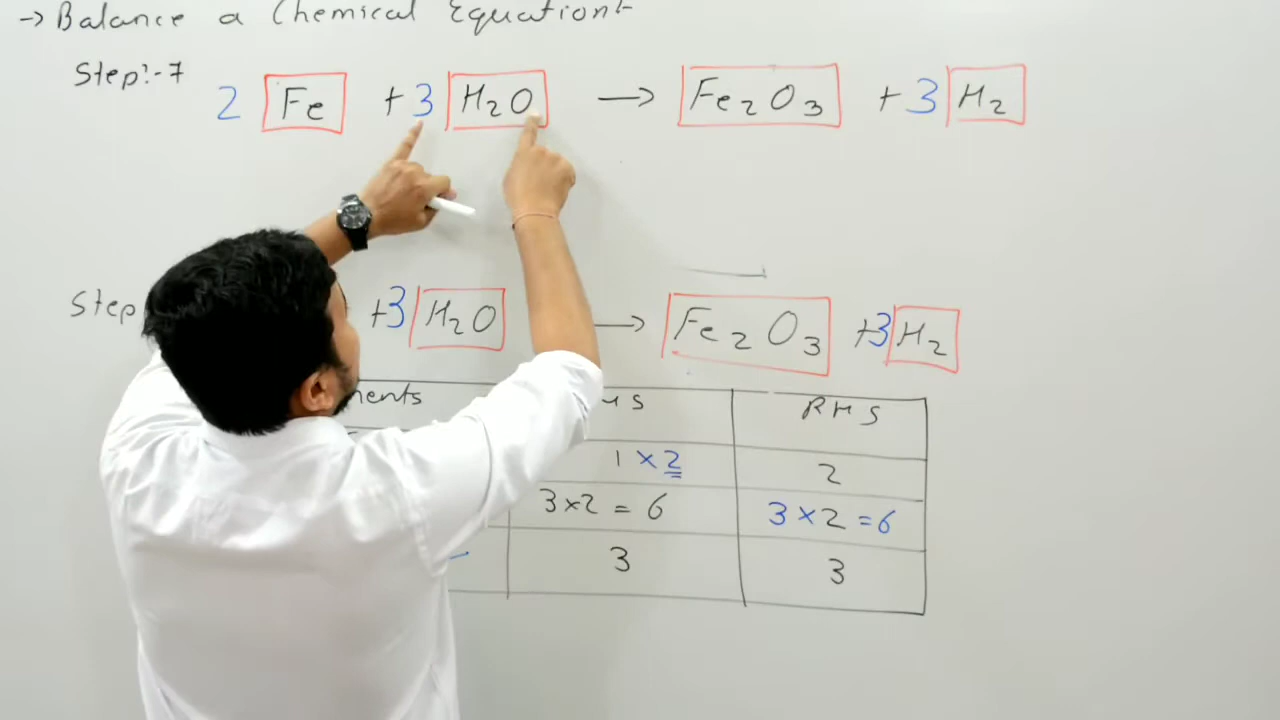 -> Balance a Chemical Equation:-
Step:-7
2 Fe + 3 H2O -> Fe2O3 + 3 H2
Step +3 H2O -> Fe2O3 +3 H2
ments HS RHS
1 × 2 2
3×2 = 6 3 × 2 = 6
3 3